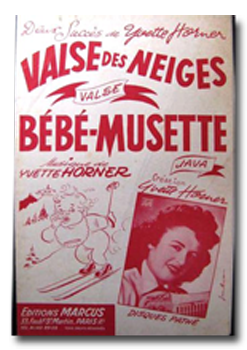 Deux Succès de Yvette Horner
VALSE DES NEIGES
VALSE
BÉBÉ-MUSETTE
JAVA
Musique de
YVETTE HORNER
Création
Yvette Horner
DISQUES PATHÉ
EDITIONS MARCUS